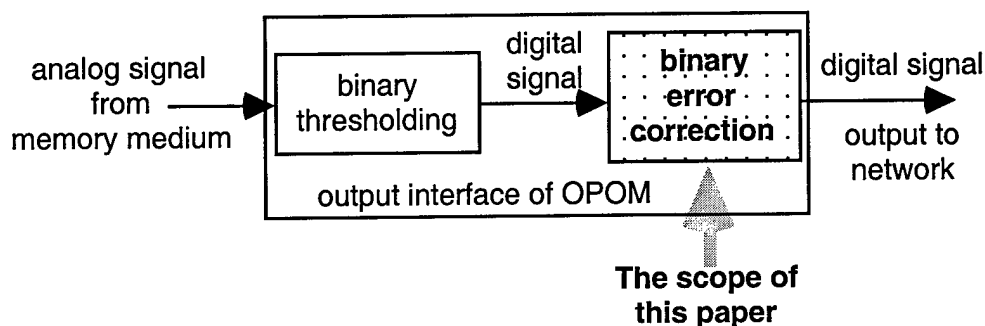 analog signal
from
memory medium
binary
thresholding
digital
signal
binary
error
correction
digital signal
output to
network
output interface of OPOM
The scope of
this paper